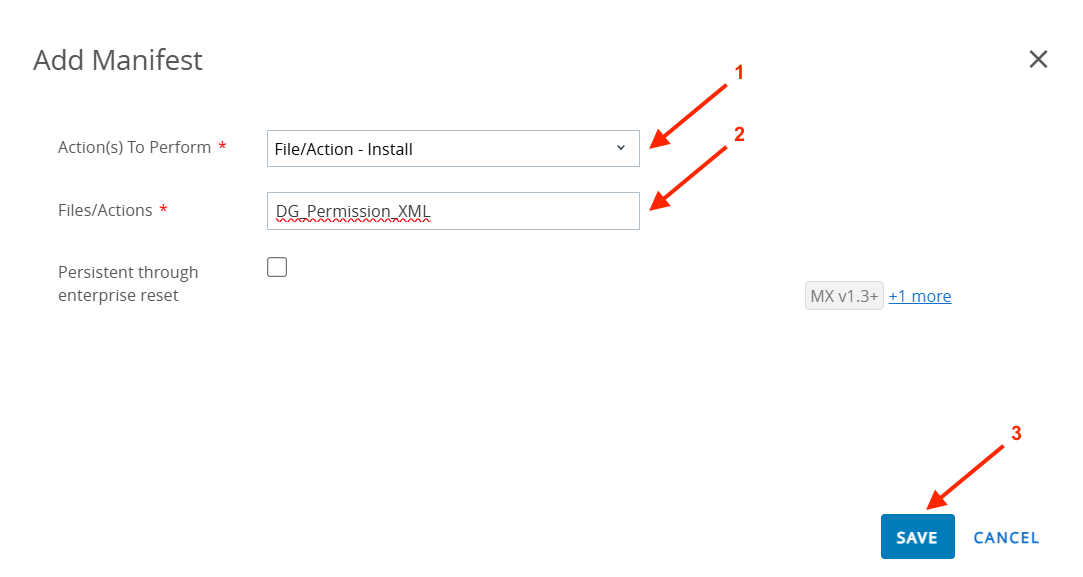 Add Manifest
1
Action(s) To Perform *
File/Action - Install
2
Files/Actions *
DG_Permission_XML
Persistent through
enterprise reset
MX v1.3+ +1 more
3
SAVE CANCEL